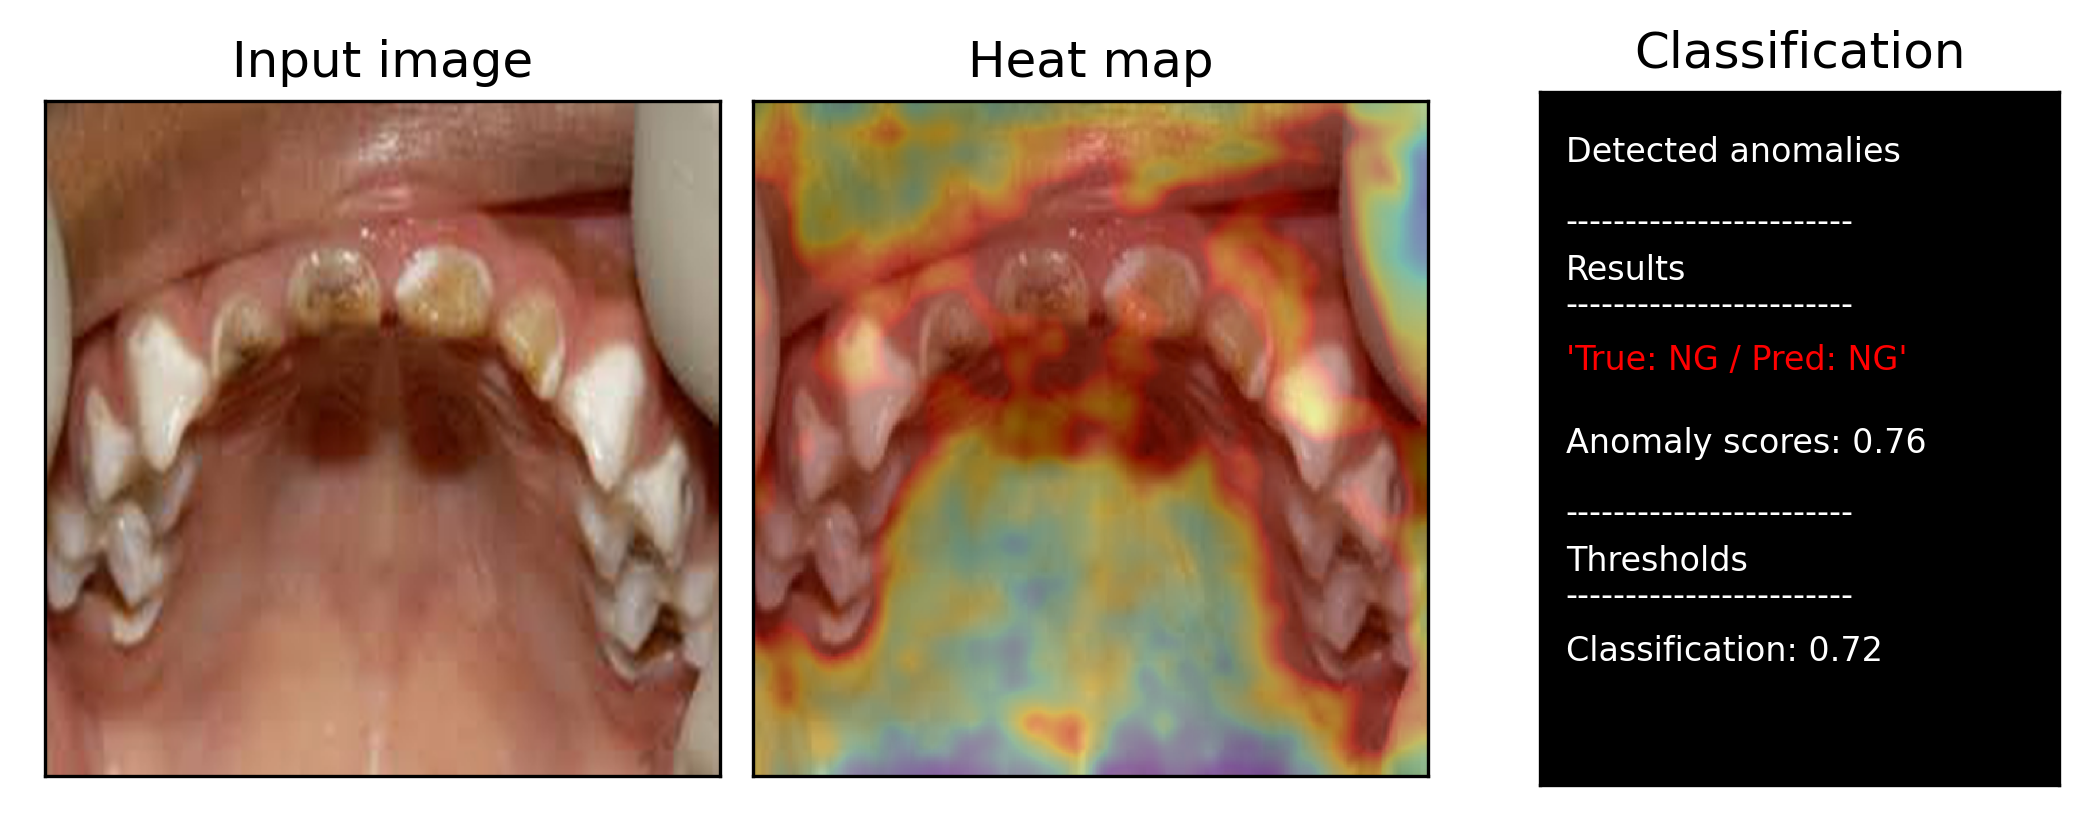 Input image
Heat map
Classification
Detected anomalies
------------------------
Results
------------------------
'True: NG / Pred: NG'
Anomaly scores: 0.76
------------------------
Thresholds
------------------------
Classification: 0.72